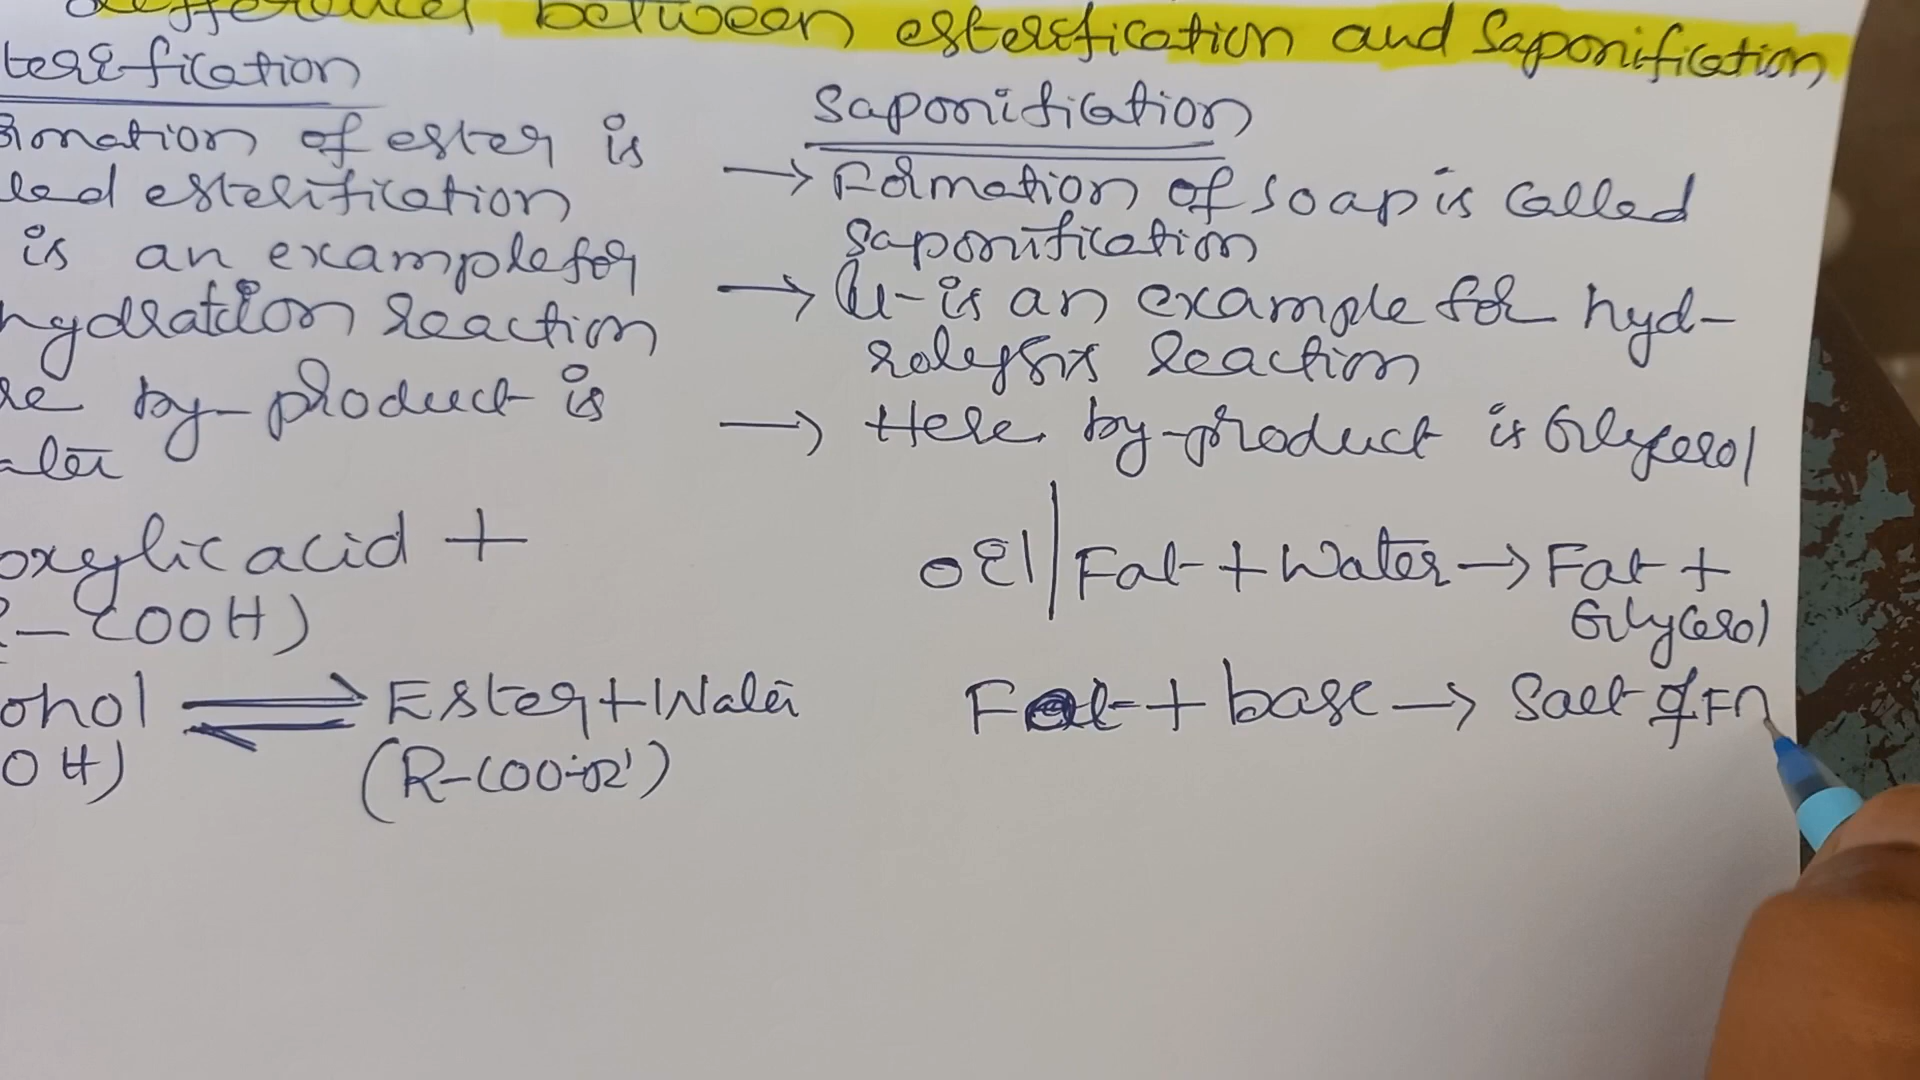 differences between esterification and Saponification
terification
ormation of ester is
led esterification
is an example for
hydration reaction
re by-product is
ater
oxylic acid +
R-COOH)
ohol ⇌ Ester + Water
OH) (R-COO-R')
Saponification
→ Formation of soap is called
saponification
→ It is an example for hyd-
rolysis reaction
→ Here by-product is Glycerol
oil/Fat + Water → Fat +
Glycerol
Fat + base → Salt of